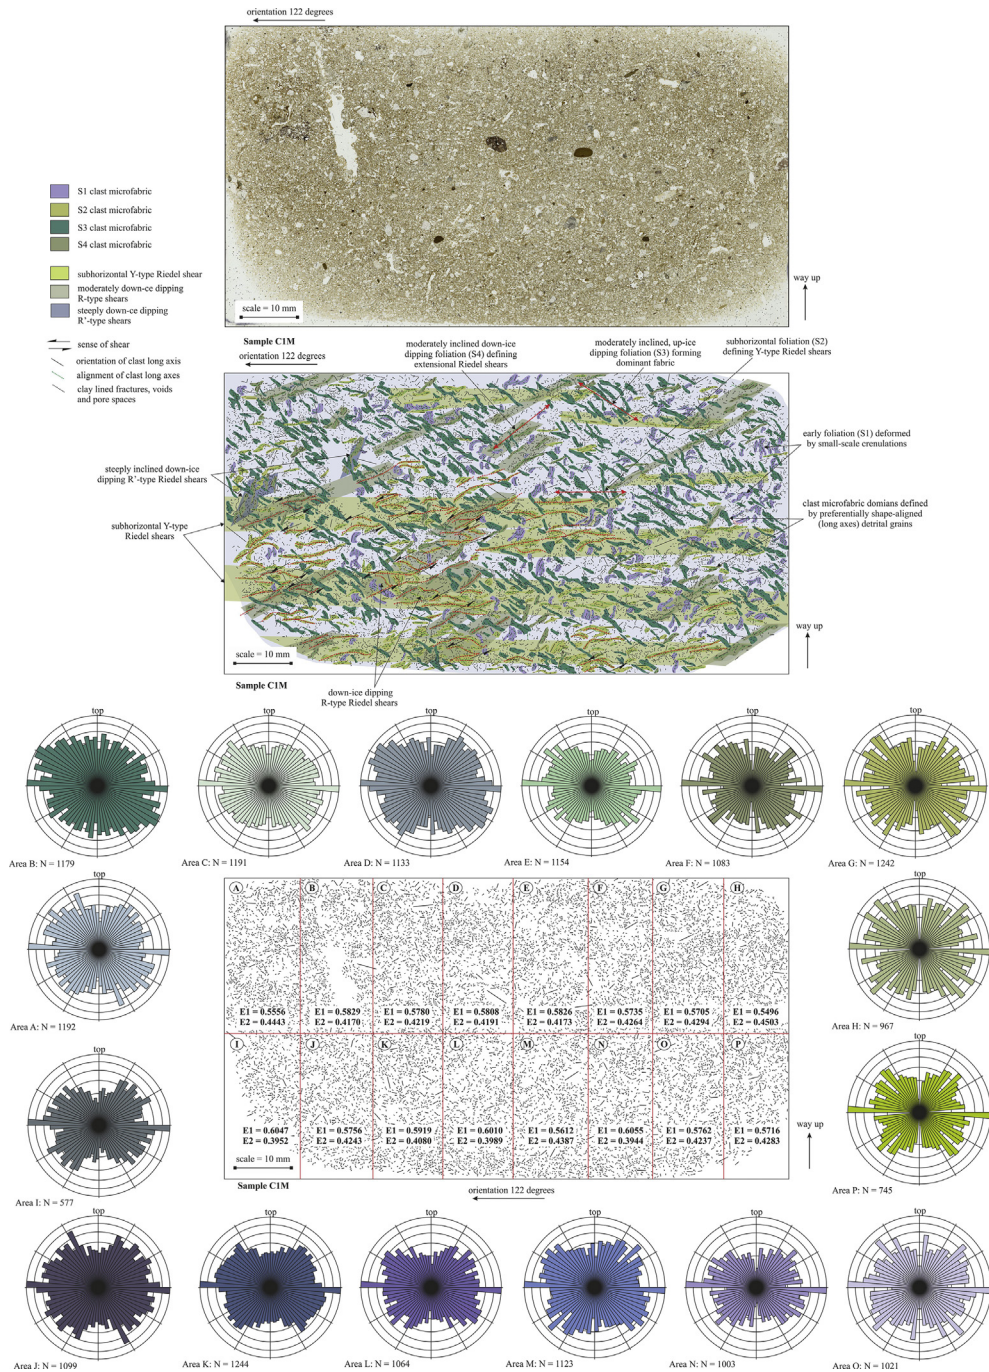 orientation 122 degrees
S1 clast microfabric
S2 clast microfabric
S3 clast microfabric
S4 clast microfabric
subhorizontal Y-type Riedel shear
moderately down-ce dipping
R-type shears
steeply down-ce dipping
R'-type shears
sense of shear
orientation of clast long axis
alignment of clast long axes
clay lined fractures, voids
and pore spaces
scale = 10 mm
way up
Sample C1M
orientation 122 degrees
moderately inclined down-ice
dipping foliation (S4) defining
extensional Riedel shears
moderately inclined, up-ice
dipping foliation (S3) forming
dominant fabric
subhorizontal foliation (S2)
defining Y-type Riedel shears
early foliation (S1) deformed
by small-scale crenulations
steeply inclined down-ice
dipping R'-type Riedel shears
clast microfabric domians defined
by preferentially shape-aligned
(long axes) detrital grains
subhorizontal Y-type
Riedel shears
way up
scale = 10 mm
Sample C1M
down-ice dipping
R-type Riedel shears
top
top
top
top
top
top
Area B: N = 1179
Area C: N = 1191
Area D: N = 1133
Area E: N = 1154
Area F: N = 1083
Area G: N = 1242
top
top
A
B
C
D
E
F
G
H
E1 = 0.5556
E2 = 0.4443
E1 = 0.5829
E2 = 0.4170
E1 = 0.5780
E2 = 0.4219
E1 = 0.5808
E2 = 0.4191
E1 = 0.5826
E2 = 0.4173
E1 = 0.5735
E2 = 0.4264
E1 = 0.5705
E2 = 0.4294
E1 = 0.5496
E2 = 0.4503
Area A: N = 1192
Area H: N = 967
top
top
I
J
K
L
M
N
O
P
E1 = 0.6047
E2 = 0.3952
E1 = 0.5756
E2 = 0.4243
E1 = 0.5919
E2 = 0.4080
E1 = 0.6010
E2 = 0.3989
E1 = 0.5612
E2 = 0.4387
E1 = 0.6055
E2 = 0.3944
E1 = 0.5762
E2 = 0.4237
E1 = 0.5716
E2 = 0.4283
way up
scale = 10 mm
Sample C1M
orientation 122 degrees
Area I: N = 577
Area P: N = 745
top
top
top
top
top
top
Area J: N = 1099
Area K: N = 1244
Area L: N = 1064
Area M: N = 1123
Area N: N = 1003
Area O: N = 1021